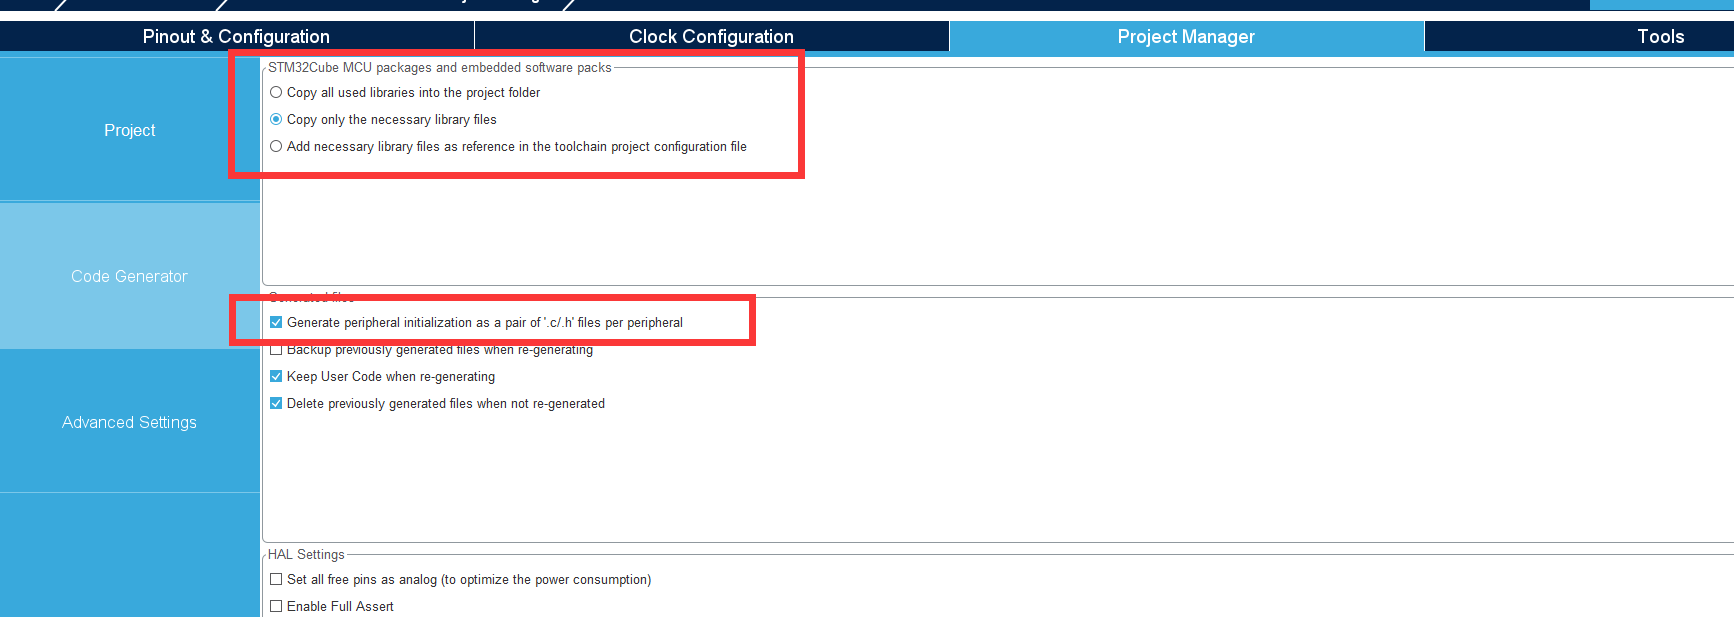 Pinout & Configuration
Clock Configuration
Project Manager
Tools
Project
Code Generator
Advanced Settings
STM32Cube MCU packages and embedded software packs
Copy all used libraries into the project folder
Copy only the necessary library files
Add necessary library files as reference in the toolchain project configuration file
Generated files
Generate peripheral initialization as a pair of '.c/.h' files per peripheral
Backup previously generated files when re-generating
Keep User Code when re-generating
Delete previously generated files when not re-generated
HAL Settings
Set all free pins as analog (to optimize the power consumption)
Enable Full Assert